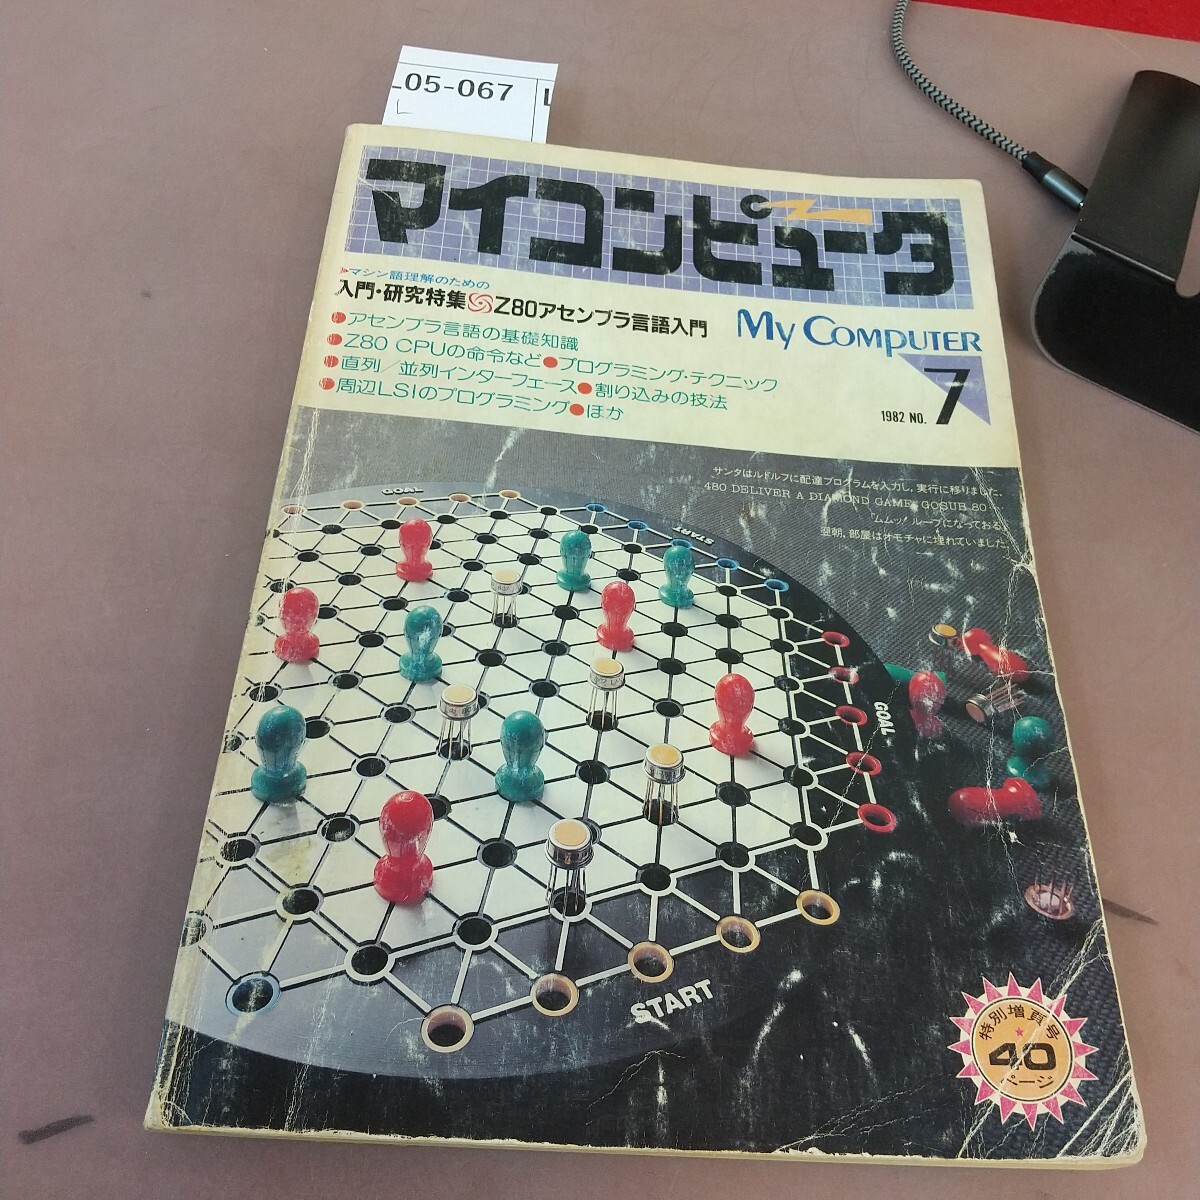 05-067
マイコンピュータ
マシン語理解のための
入門・研究特集 Z80アセンブラ言語入門
My COMPUTER
●アセンブラ言語の基礎知識
●Z80 CPUの命令など●プログラミング・テクニック
●直列/並列インターフェース●割り込みの技法
●周辺LSIのプログラミング●ほか
1982 NO. 7
サンタはルドルフに配達プログラムを入力し、実行に移りました.
480 DELIVER A DIAMOND GAME:GOSUB 80
「ムムッ! ループになっておる」
翌朝、部屋はオモチャに埋れていました.
GOAL
START
GOAL
START
特別増頁号
40
ページ